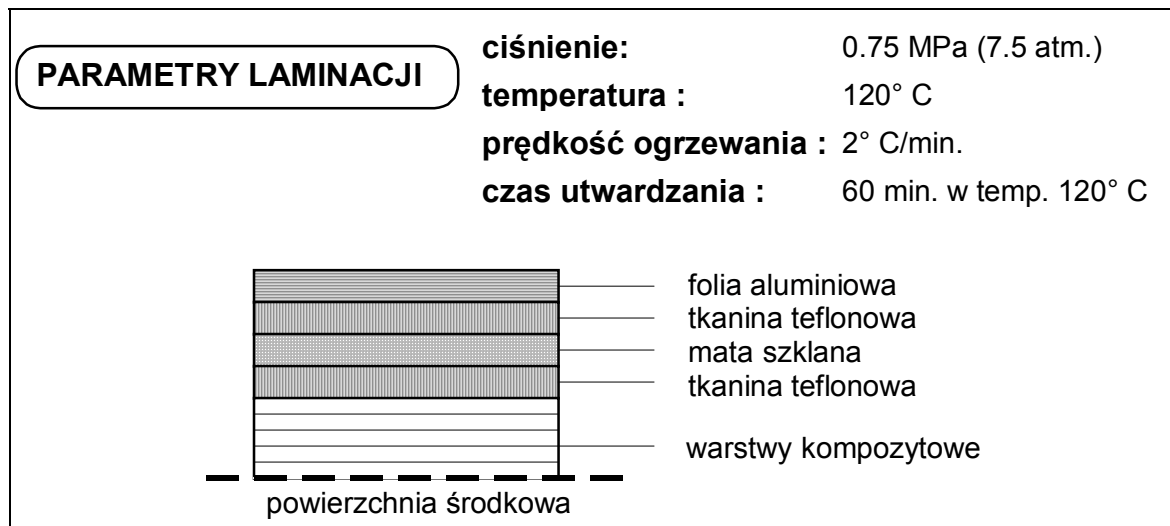 PARAMETRY LAMINACJI
ciśnienie: 0.75 MPa (7.5 atm.)
temperatura : 120° C
prędkość ogrzewania : 2° C/min.
czas utwardzania : 60 min. w temp. 120° C
folia aluminiowa
tkanina teflonowa
mata szklana
tkanina teflonowa
warstwy kompozytowe
powierzchnia środkowa